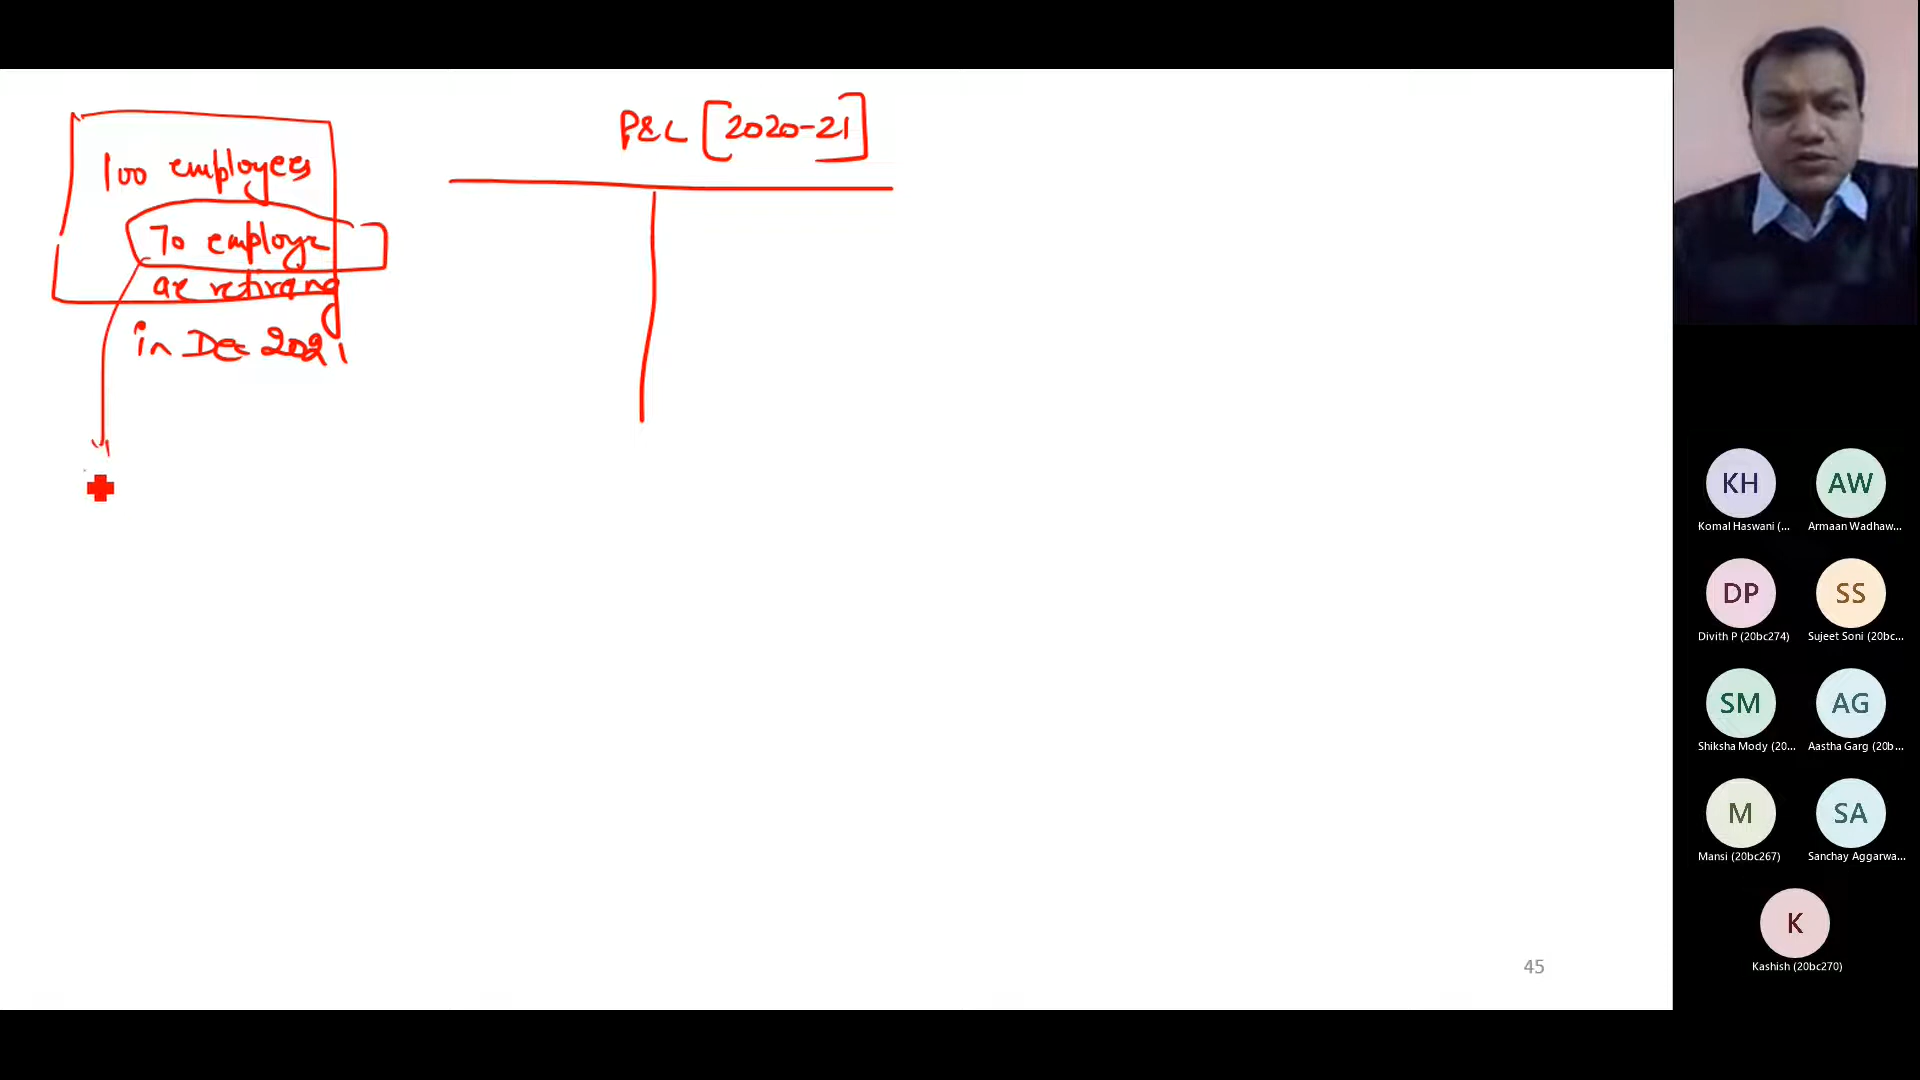 100 employees
70 employe
are retirang
in Dec 2021
P&L [2020-21]
45
KH
Komal Haswani (...
AW
Armaan Wadhaw...
DP
Divith P (20bc274)
SS
Sujeet Soni (20bc...
SM
Shiksha Mody (20...
AG
Aastha Garg (20b...
M
Mansi (20bc267)
SA
Sanchay Aggarwa...
K
Kashish (20bc270)